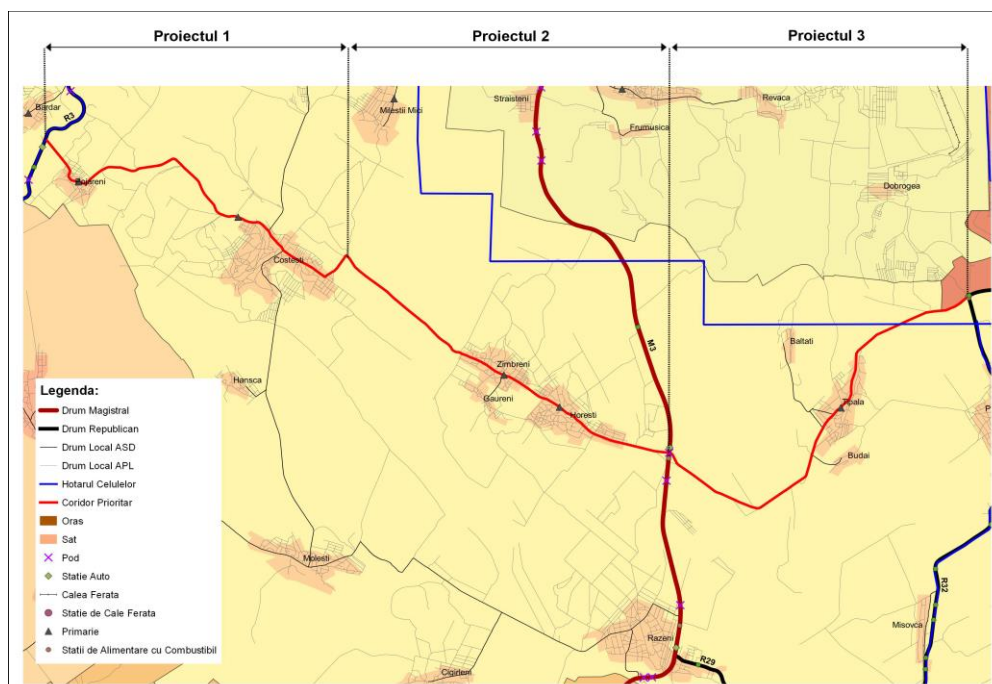 Proiectul 1
Proiectul 2
Proiectul 3
Bardar
R3
Milestii Mici
Straisteni
Frumusica
Revaca
Dobrogea
Costesti
M3
Baltati
Zimbreni
Hansca
Gaureni
Horesti
Tipala
Budai
Molesti
Razeni
Misovca
R32
R29
Legenda:
Drum Magistral
Drum Republican
Drum Local ASD
Drum Local APL
Hotarul Celulelor
Coridor Prioritar
Oras
Sat
Pod
Statie Auto
Calea Ferata
Statie de Cale Ferata
Primarie
Statii de Alimentare cu Combustibil